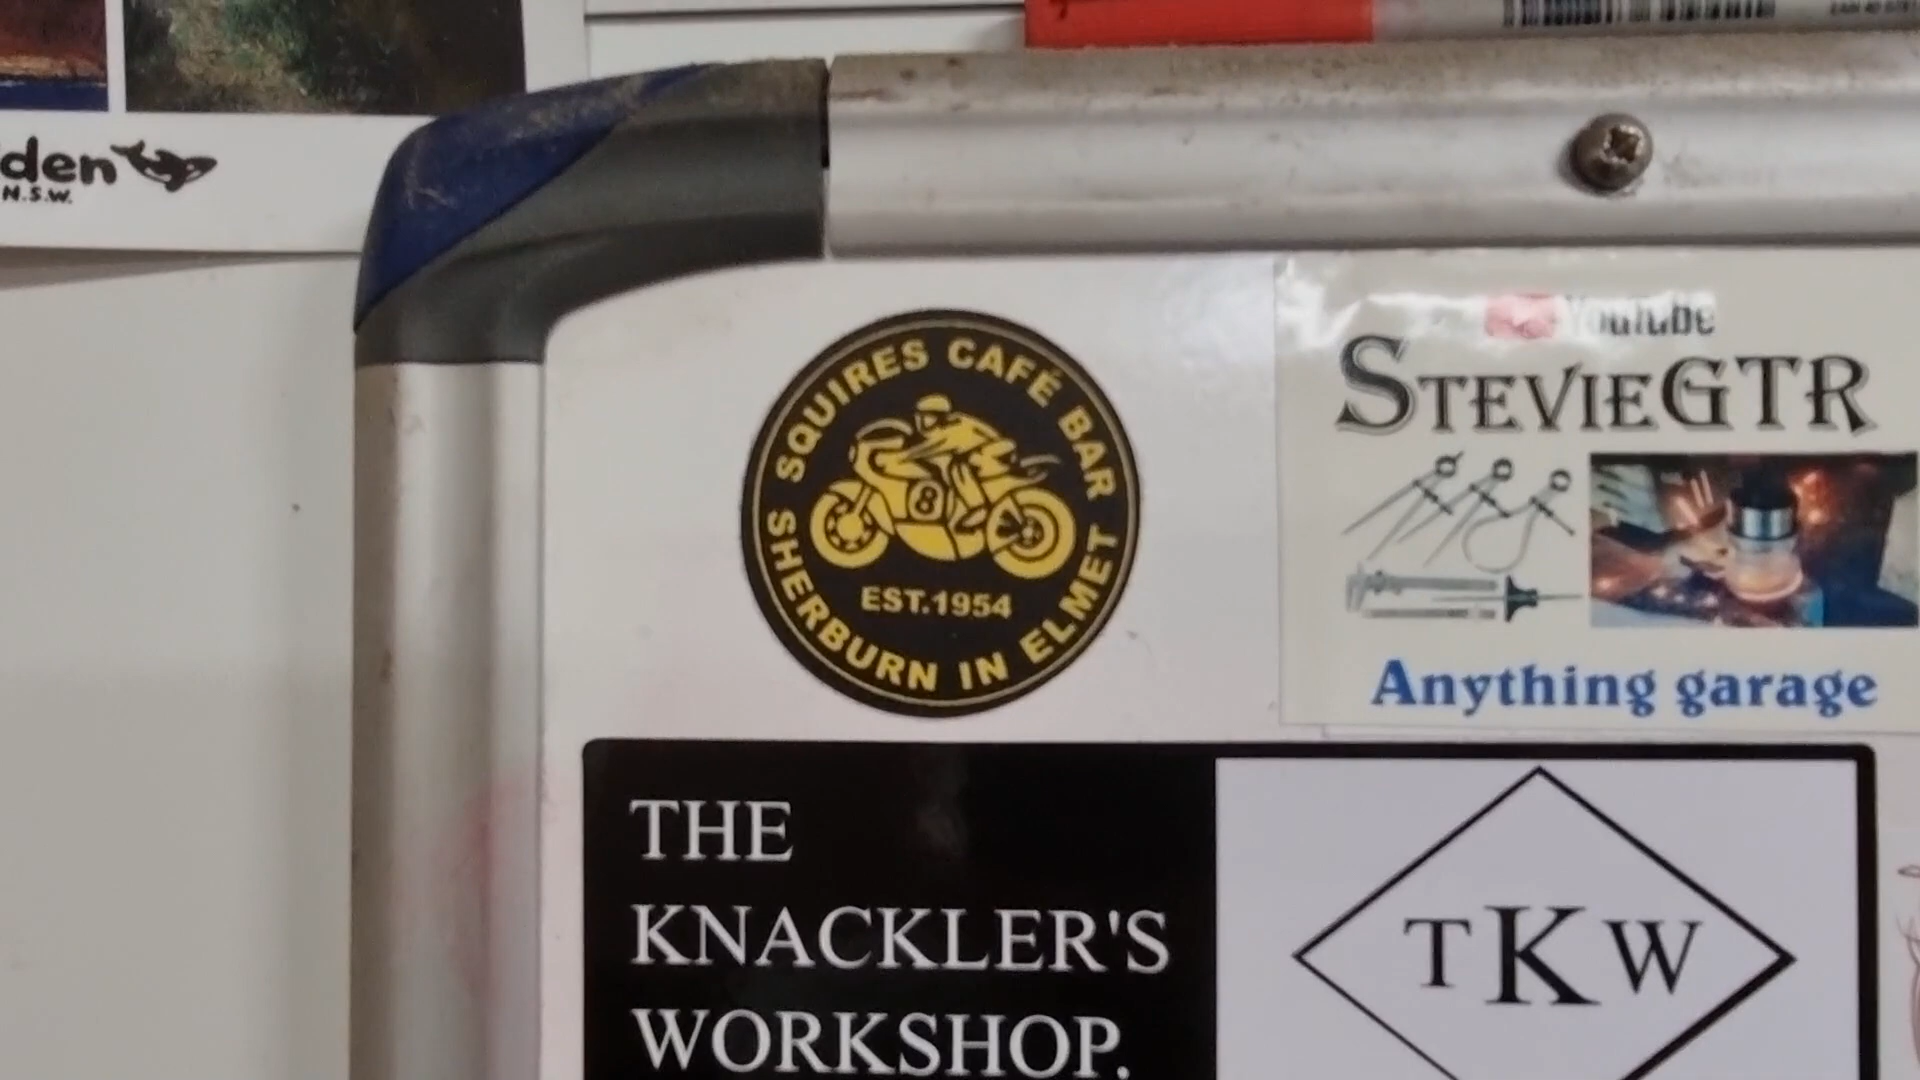 den
N.S.W.
SQUIRES CAFÉ BAR
8
EST.1954
SHERBURN IN ELMET
Youtube
STEVIEGTR
Anything garage
THE
KNACKLER'S
WORKSHOP.
TKW